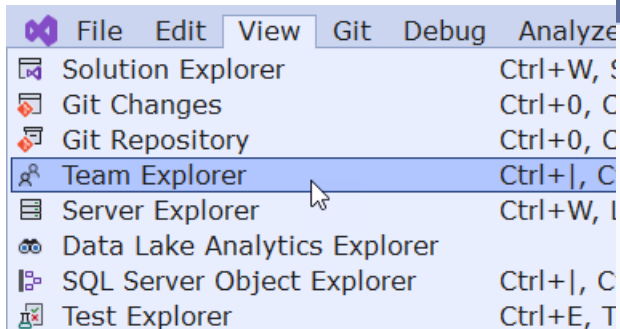 File Edit View Git Debug Analyze
Solution Explorer Ctrl+W,
Git Changes Ctrl+0,
Git Repository Ctrl+0,
Team Explorer Ctrl+|,
Server Explorer Ctrl+W,
Data Lake Analytics Explorer
SQL Server Object Explorer Ctrl+|,
Test Explorer Ctrl+E, T